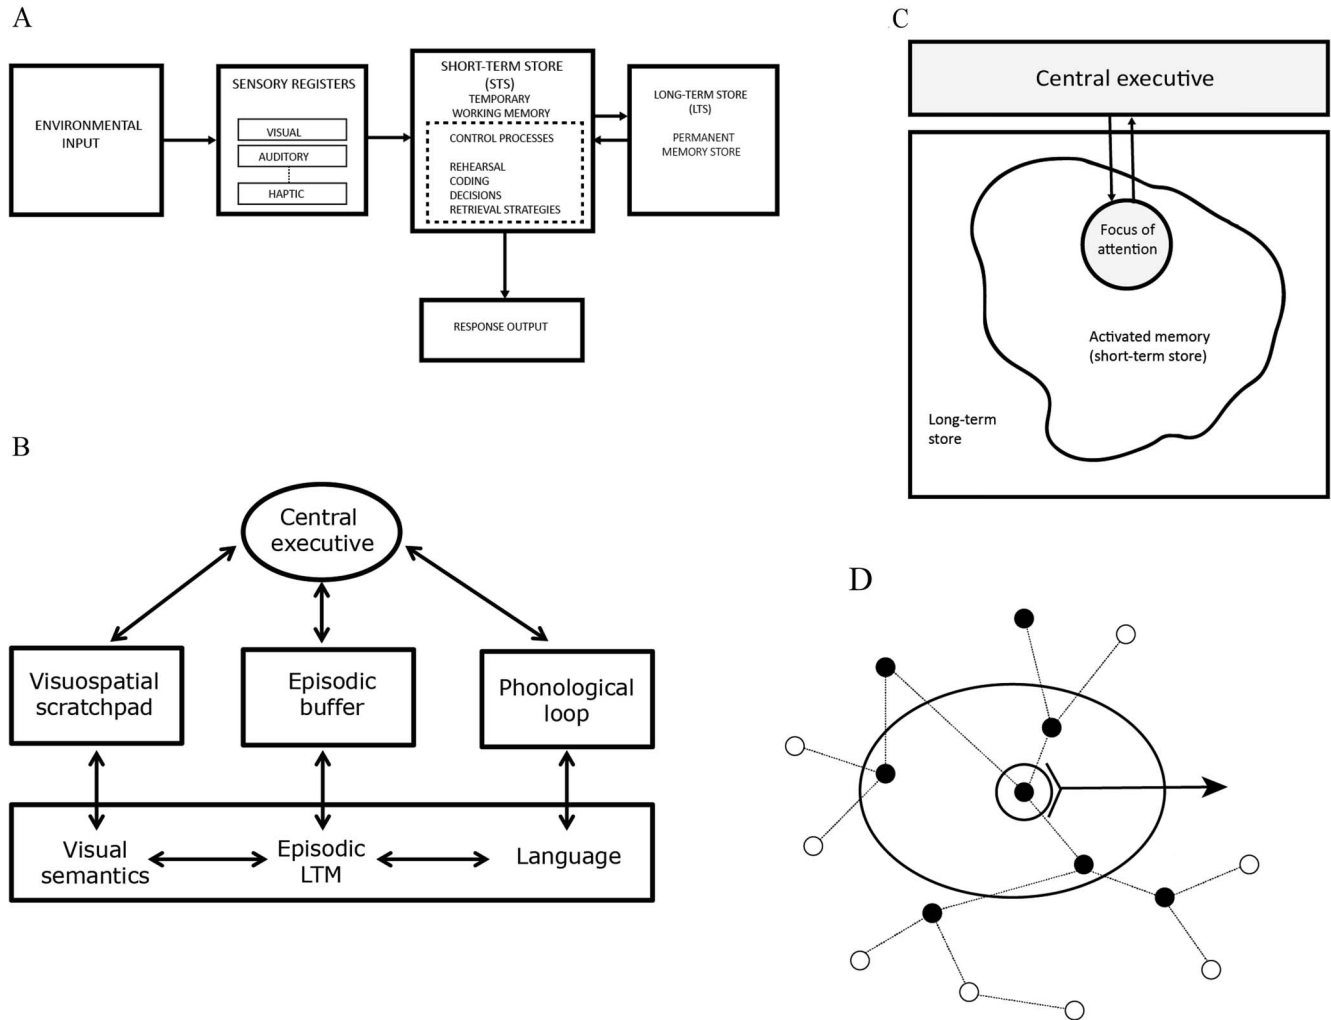 A
ENVIRONMENTAL
INPUT
SENSORY REGISTERS
VISUAL
AUDITORY
HAPTIC
SHORT-TERM STORE
(STS)
TEMPORARY
WORKING MEMORY
CONTROL PROCESSES
REHEARSAL
CODING
DECISIONS
RETRIEVAL STRATEGIES
LONG-TERM STORE
(LTS)
PERMANENT
MEMORY STORE
RESPONSE OUTPUT
B
Central
executive
Visuospatial
scratchpad
Episodic
buffer
Phonological
loop
Visual
semantics
Episodic
LTM
Language
C
Central executive
Focus of
attention
Activated memory
(short-term store)
Long-term
store
D